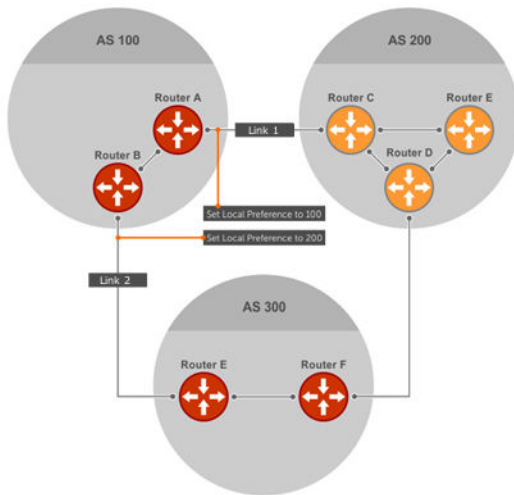 AS 100
AS 200
Router A
Router C
Router E
Link 1
Router B
Router D
Set Local Preference to 100
Set Local Preference to 200
Link 2
AS 300
Router E
Router F